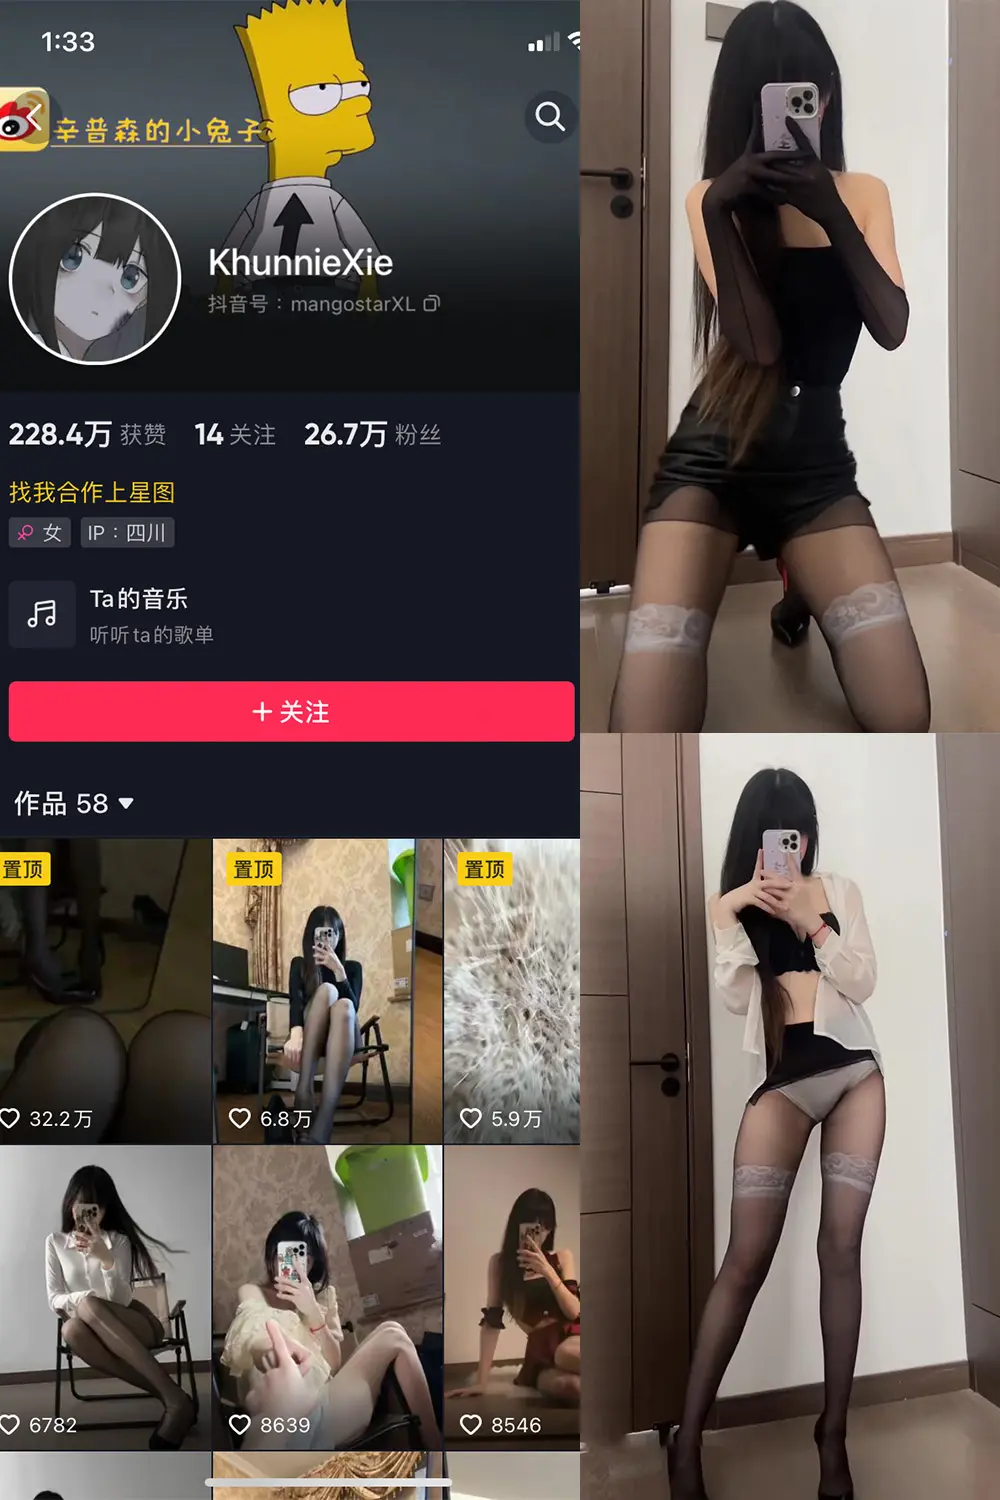 1:33
辛普森的小兔子
KhunnieXie
抖音号：mangostarXL
228.4万 获赞 14 关注 26.7万 粉丝
找我合作上星图
女 IP：四川
Ta的音乐
听听ta的歌单
+ 关注
作品 58
置顶 置顶 置顶
32.2万 6.8万 5.9万
6782 8639 8546